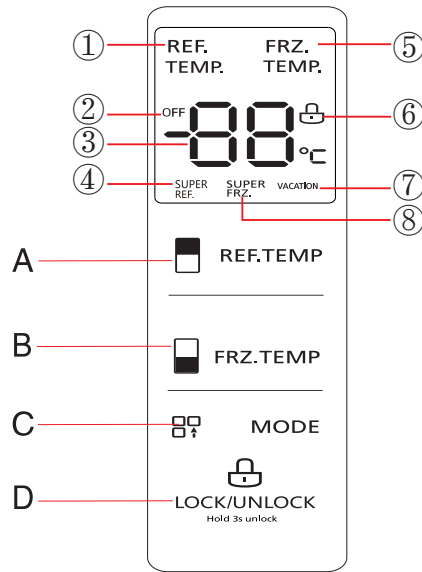 ① REF. TEMP.
FRZ. TEMP. ⑤
② OFF
③ -88 °C
⑥
④ SUPER REF.
SUPER FRZ. ⑧
VACATION ⑦
A REF.TEMP
B FRZ.TEMP
C MODE
D LOCK/UNLOCK
Hold 3s unlock